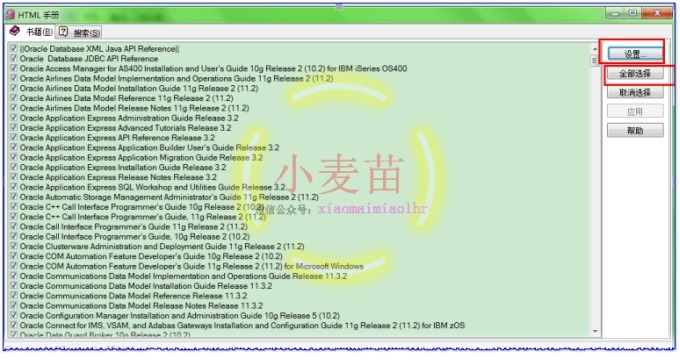 HTML 手册
书籍(B) 搜索(S)
||Oracle Database XML Java API Reference||
Oracle Database JDBC API Reference
Oracle Access Manager for AS400 Installation and User's Guide 10g Release 2 (10.2) for IBM iSeries OS400
Oracle Airlines Data Model Implementation and Operations Guide 11g Release 2 (11.2)
Oracle Airlines Data Model Installation Guide 11g Release 2 (11.2)
Oracle Airlines Data Model Reference 11g Release 2 (11.2)
Oracle Airlines Data Model Release Notes 11g Release 2 (11.2)
Oracle Application Express Administration Guide Release 3.2
Oracle Application Express Advanced Tutorials Release 3.2
Oracle Application Express API Reference Release 3.2
Oracle Application Express Application Builder User's Guide Release 3.2
Oracle Application Express Application Migration Guide Release 3.2
Oracle Application Express Installation Guide Release 3.2
Oracle Application Express Release Notes Release 3.2
Oracle Application Express SQL Workshop and Utilities Guide Release 3.2
Oracle Automatic Storage Management Administrator's Guide 11g Release 2 (11.2)
Oracle C++ Call Interface Programmer's Guide 10g Release 2 (10.2)
Oracle C++ Call Interface Programmer's Guide, 11g Release 2 (11.2)
Oracle Call Interface Programmer's Guide 11g Release 2 (11.2)
Oracle Call Interface Programmer's Guide, 10g Release 2 (10.2)
Oracle Clusterware Administration and Deployment Guide 11g Release 2 (11.2)
Oracle COM Automation Feature Developer's Guide 10g Release 2 (10.2)
Oracle COM Automation Feature Developer's Guide 11g Release 2 (11.2) for Microsoft Windows
Oracle Communications Data Model Implementation and Operations Guide Release 11.3.2
Oracle Communications Data Model Installation Guide Release 11.3.2
Oracle Communications Data Model Reference Release 11.3.2
Oracle Communications Data Model Release Notes Release 11.3.2
Oracle Configuration Manager Installation and Administration Guide 10g Release 5 (10.2)
Oracle Connect for IMS, VSAM, and Adabas Gateways Installation and Configuration Guide 11g Release 2 (11.2) for IBM zOS
Oracle Data Guard Broker 10g Release 2 (10.2)
设置...
全部选择
取消选择
应用
帮助
小麦苗
微信公众号：xiaomaimiaolhr